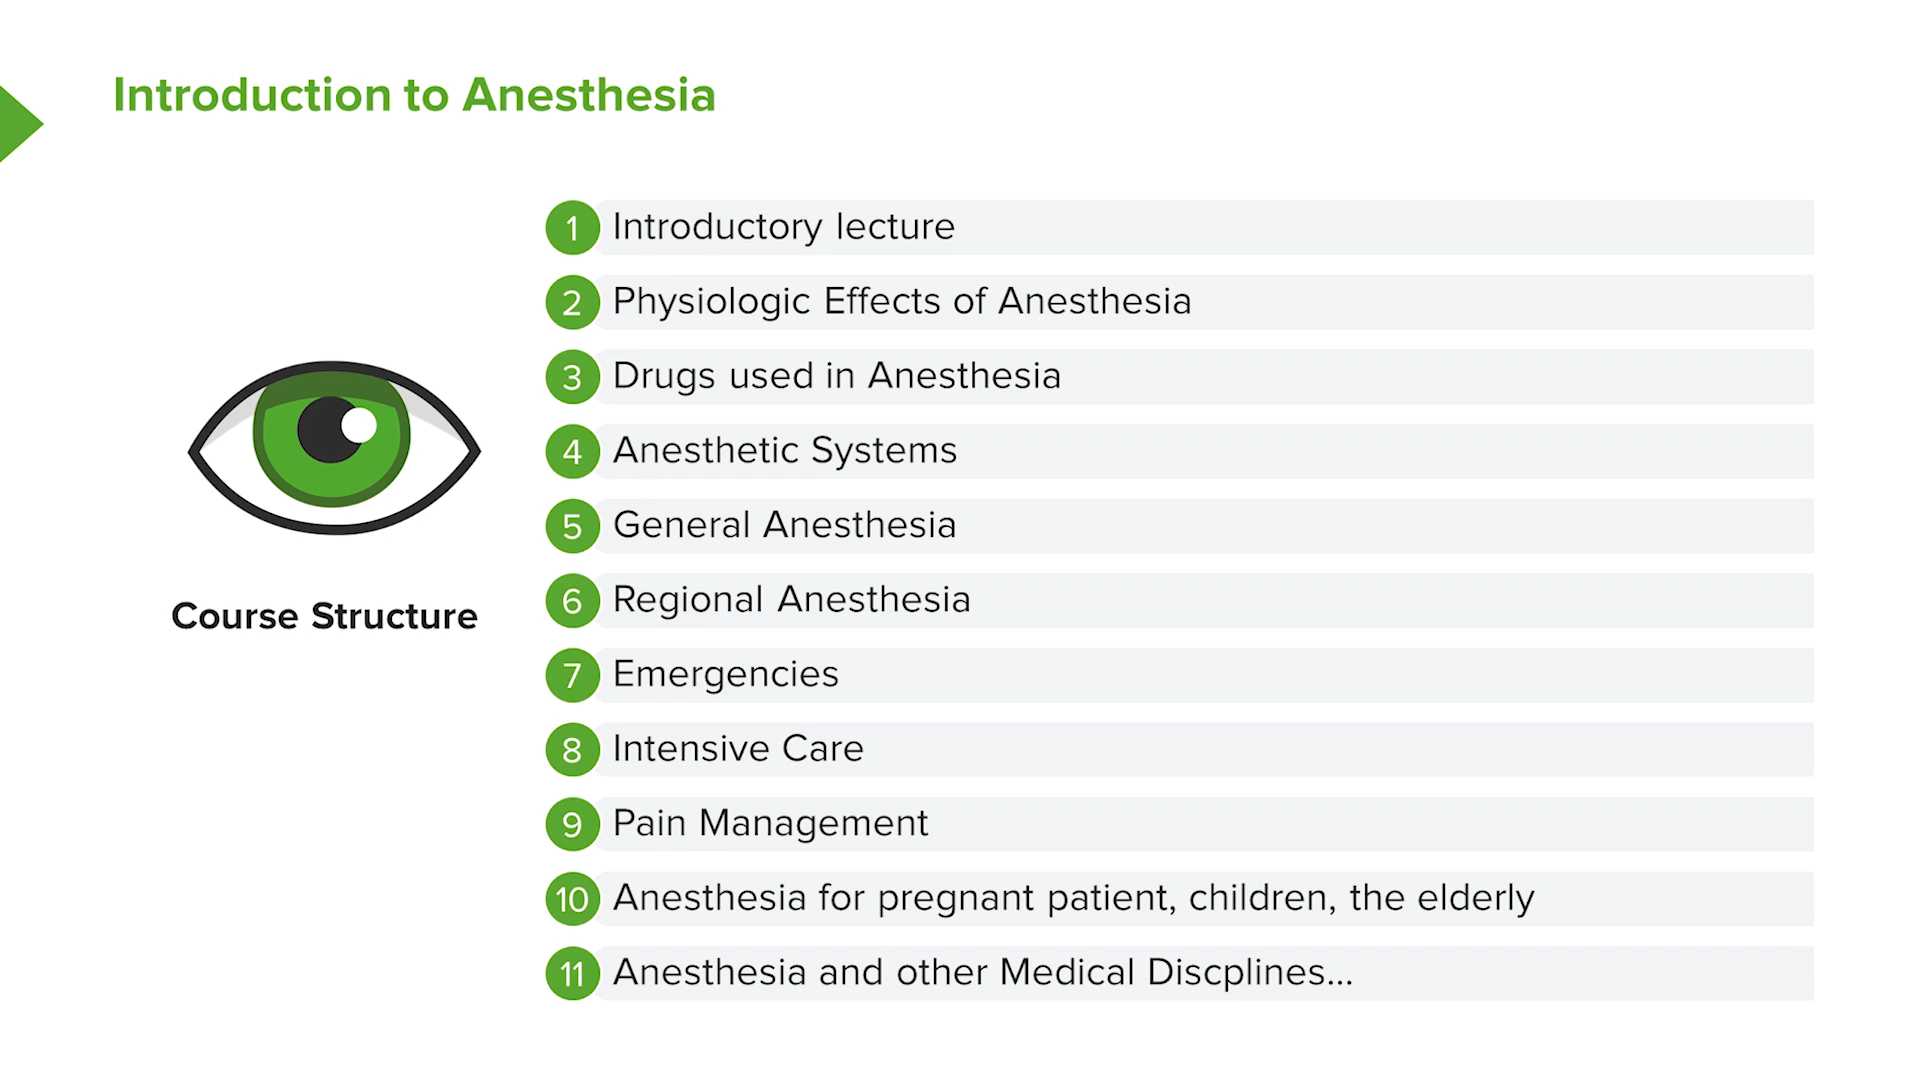 Introduction to Anesthesia
Course Structure
1 Introductory lecture
2 Physiologic Effects of Anesthesia
3 Drugs used in Anesthesia
4 Anesthetic Systems
5 General Anesthesia
6 Regional Anesthesia
7 Emergencies
8 Intensive Care
9 Pain Management
10 Anesthesia for pregnant patient, children, the elderly
11 Anesthesia and other Medical Discplines...